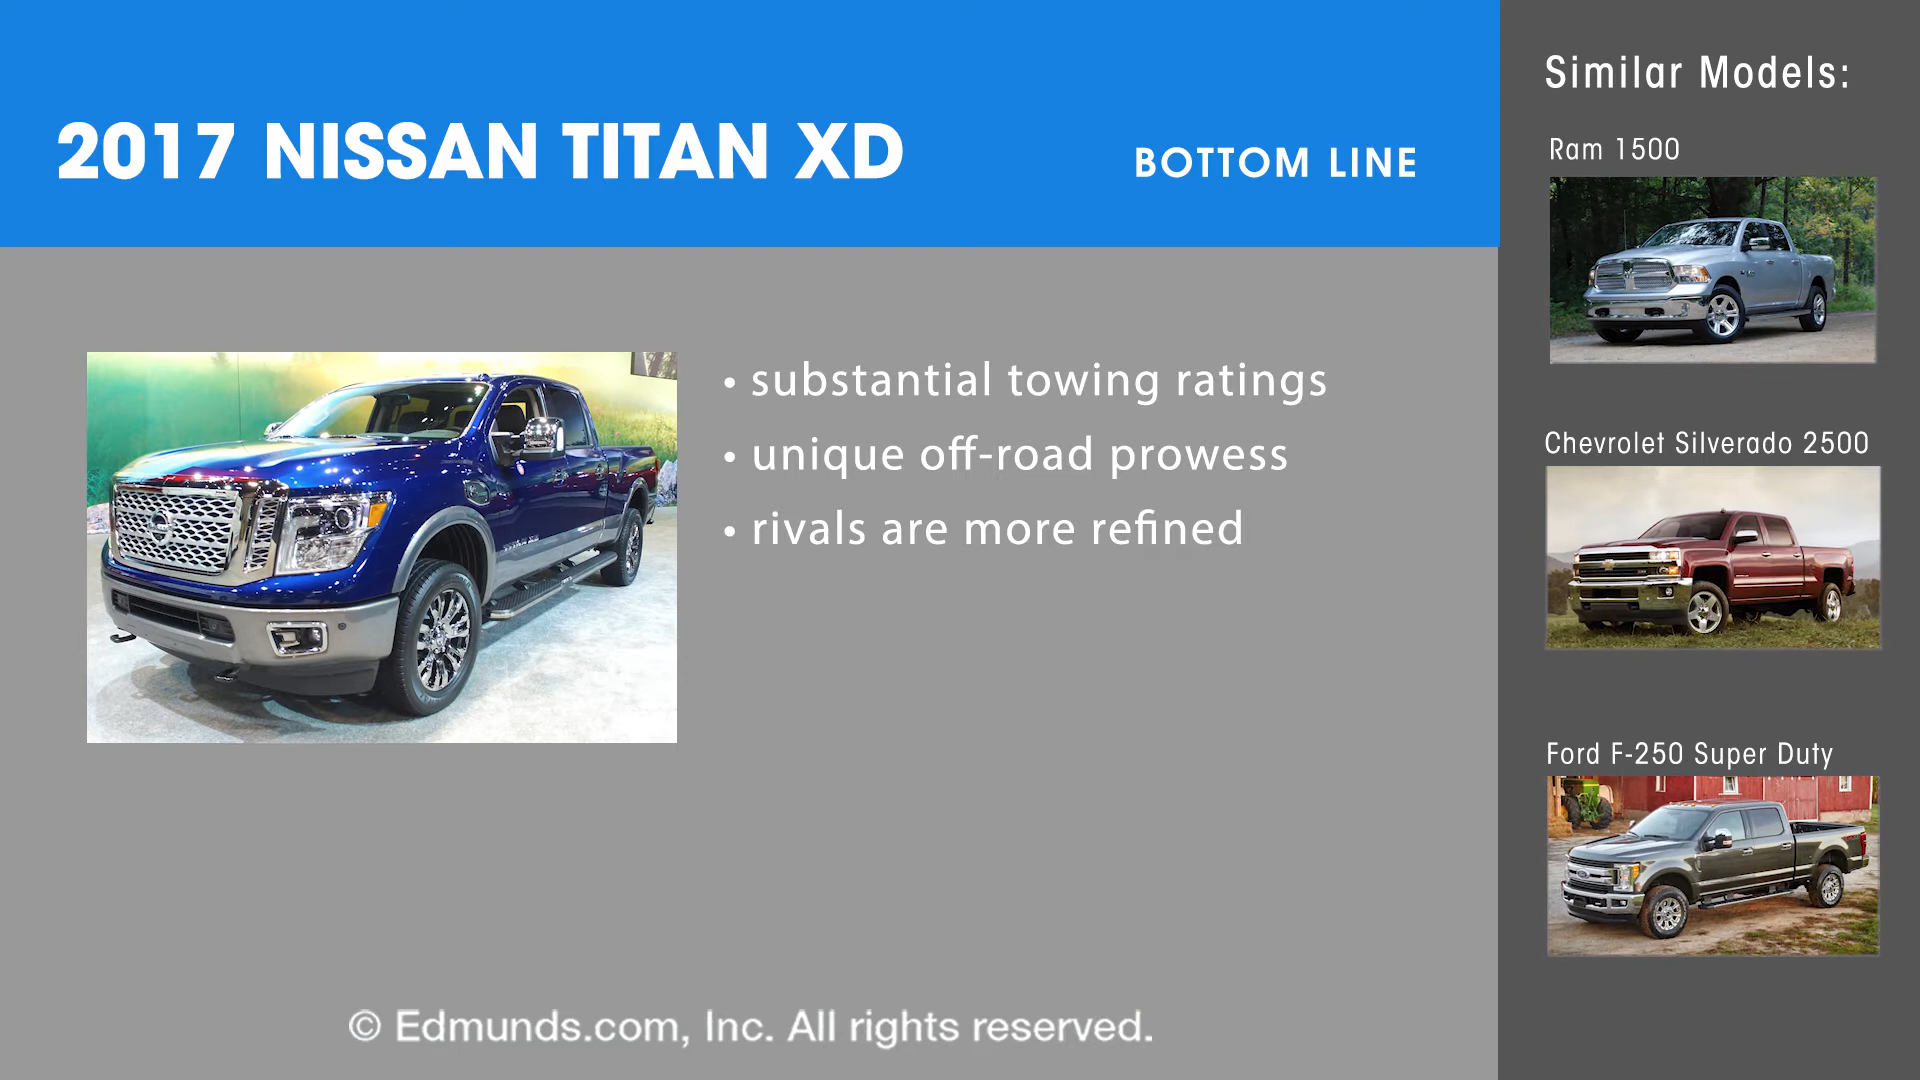 2017 NISSAN TITAN XD
BOTTOM LINE
• substantial towing ratings
• unique off-road prowess
• rivals are more refined
Similar Models:
Ram 1500
Chevrolet Silverado 2500
Ford F-250 Super Duty
© Edmunds.com, Inc. All rights reserved.